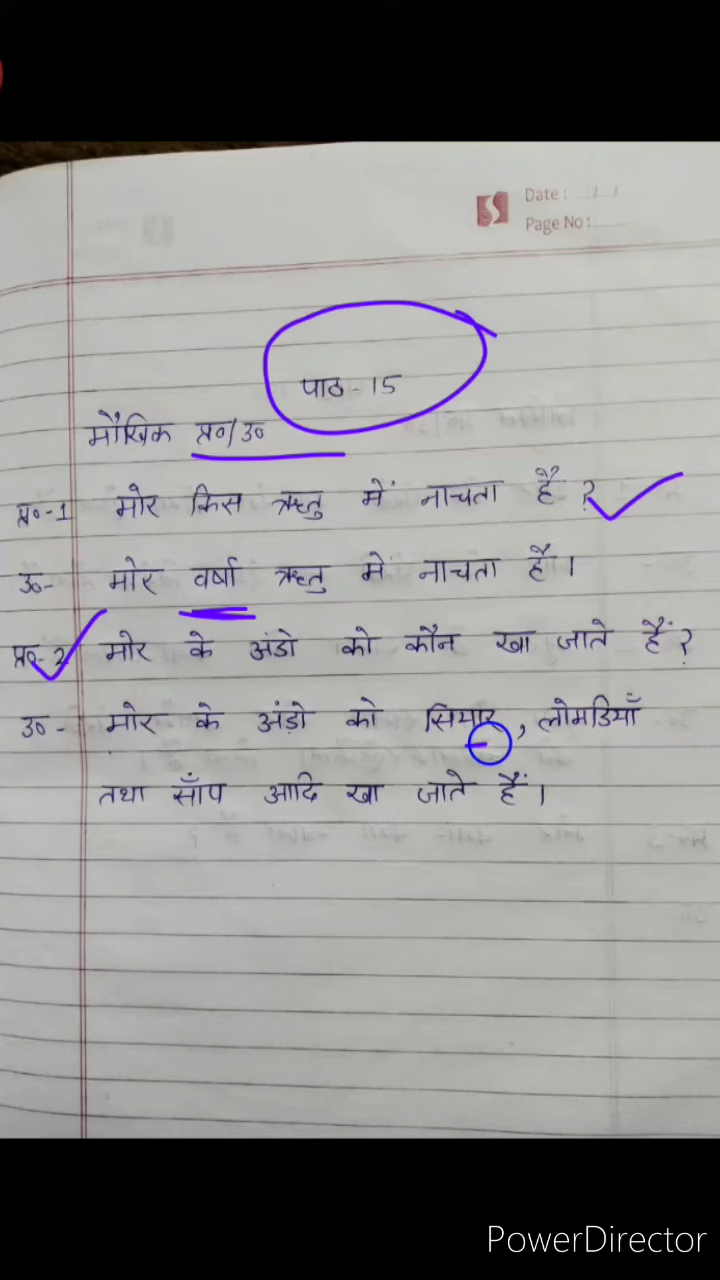 Date :
Page No :
पाठ - 15
मौखिक प्र०/उ०
प्र०-1 मोर किस ऋतु में नाचता है ?
उ०- मोर वर्षा ऋतु में नाचता है।
प्र०-2 मोर के अंडो को कौन खा जाते हैं ?
उ०- मोर के अंड़ो को सियार, लोमडियाँ
तथा साँप आदि खा जाते हैं।
PowerDirector